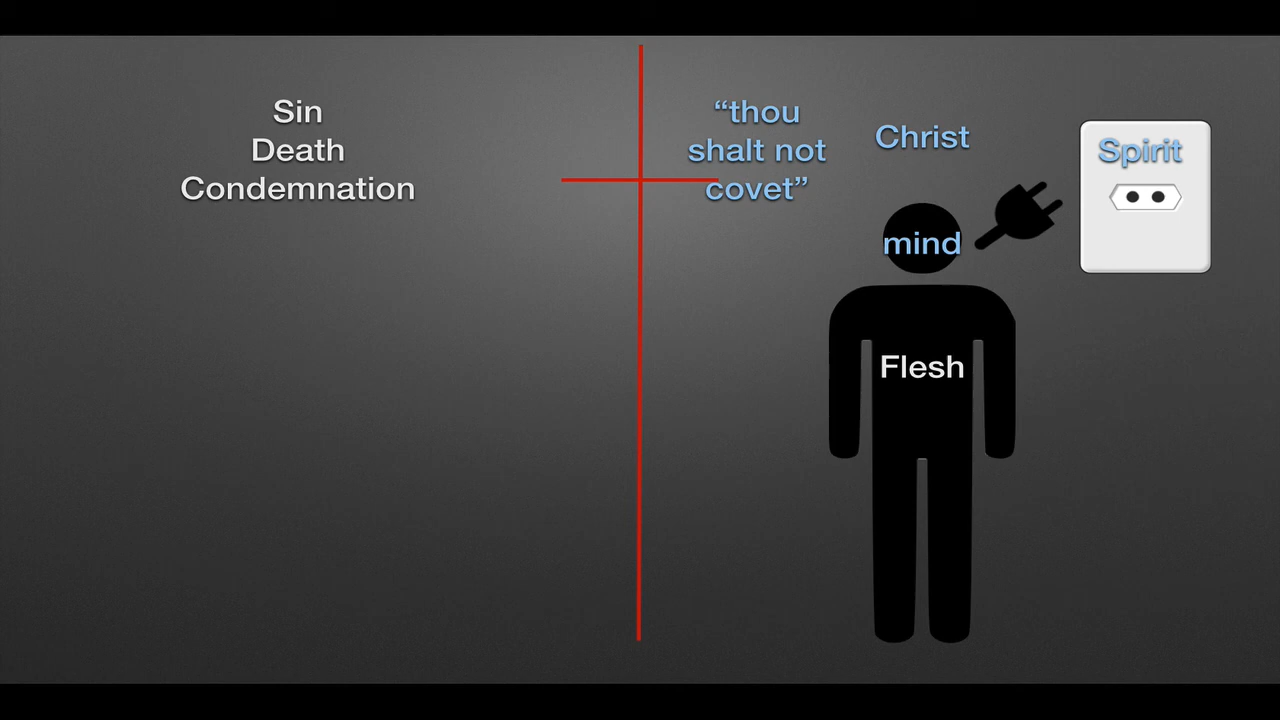 Sin
Death
Condemnation
“thou
shalt not
covet”
Christ
Spirit
mind
Flesh